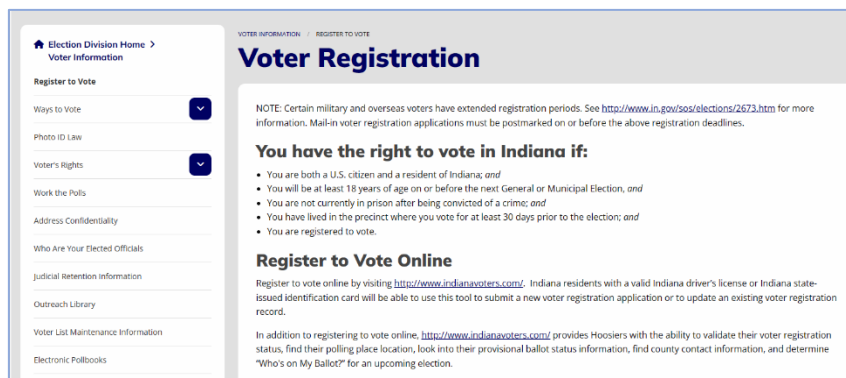 Election Division Home >
Voter Information
Register to Vote
Ways to Vote
Photo ID Law
Voter's Rights
Work the Polls
Address Confidentiality
Who Are Your Elected Officials
Judicial Retention Information
Outreach Library
Voter List Maintenance Information
Electronic Pollbooks
VOTER INFORMATION / REGISTER TO VOTE
Voter Registration
NOTE: Certain military and overseas voters have extended registration periods. See http://www.in.gov/sos/elections/2673.htm for more
information. Mail-in voter registration applications must be postmarked on or before the above registration deadlines.
You have the right to vote in Indiana if:
• You are both a U.S. citizen and a resident of Indiana; and
• You will be at least 18 years of age on or before the next General or Municipal Election, and
• You are not currently in prison after being convicted of a crime; and
• You have lived in the precinct where you vote for at least 30 days prior to the election; and
• You are registered to vote.
Register to Vote Online
Register to vote online by visiting http://www.indianavoters.com/. Indiana residents with a valid Indiana driver's license or Indiana state-
issued identification card will be able to use this tool to submit a new voter registration application or to update an existing voter registration
record.
In addition to registering to vote online, http://www.indianavoters.com/ provides Hoosiers with the ability to validate their voter registration
status, find their polling place location, look into their provisional ballot status information, find county contact information, and determine
"Who's on My Ballot?" for an upcoming election.